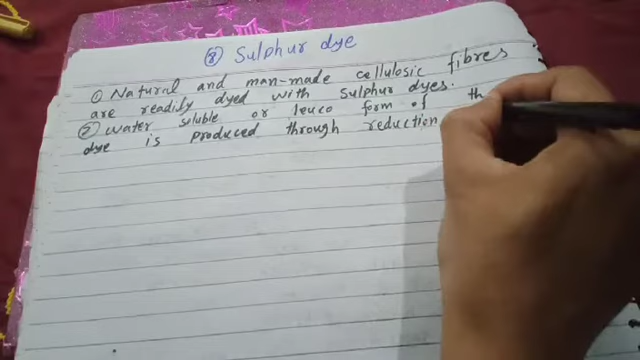 ⑧ Sulphur dye
① Natural and man-made cellulosic fibres
are readily dyed with Sulphur dyes.
② Water soluble or leuco form of th
dye is produced through reduction